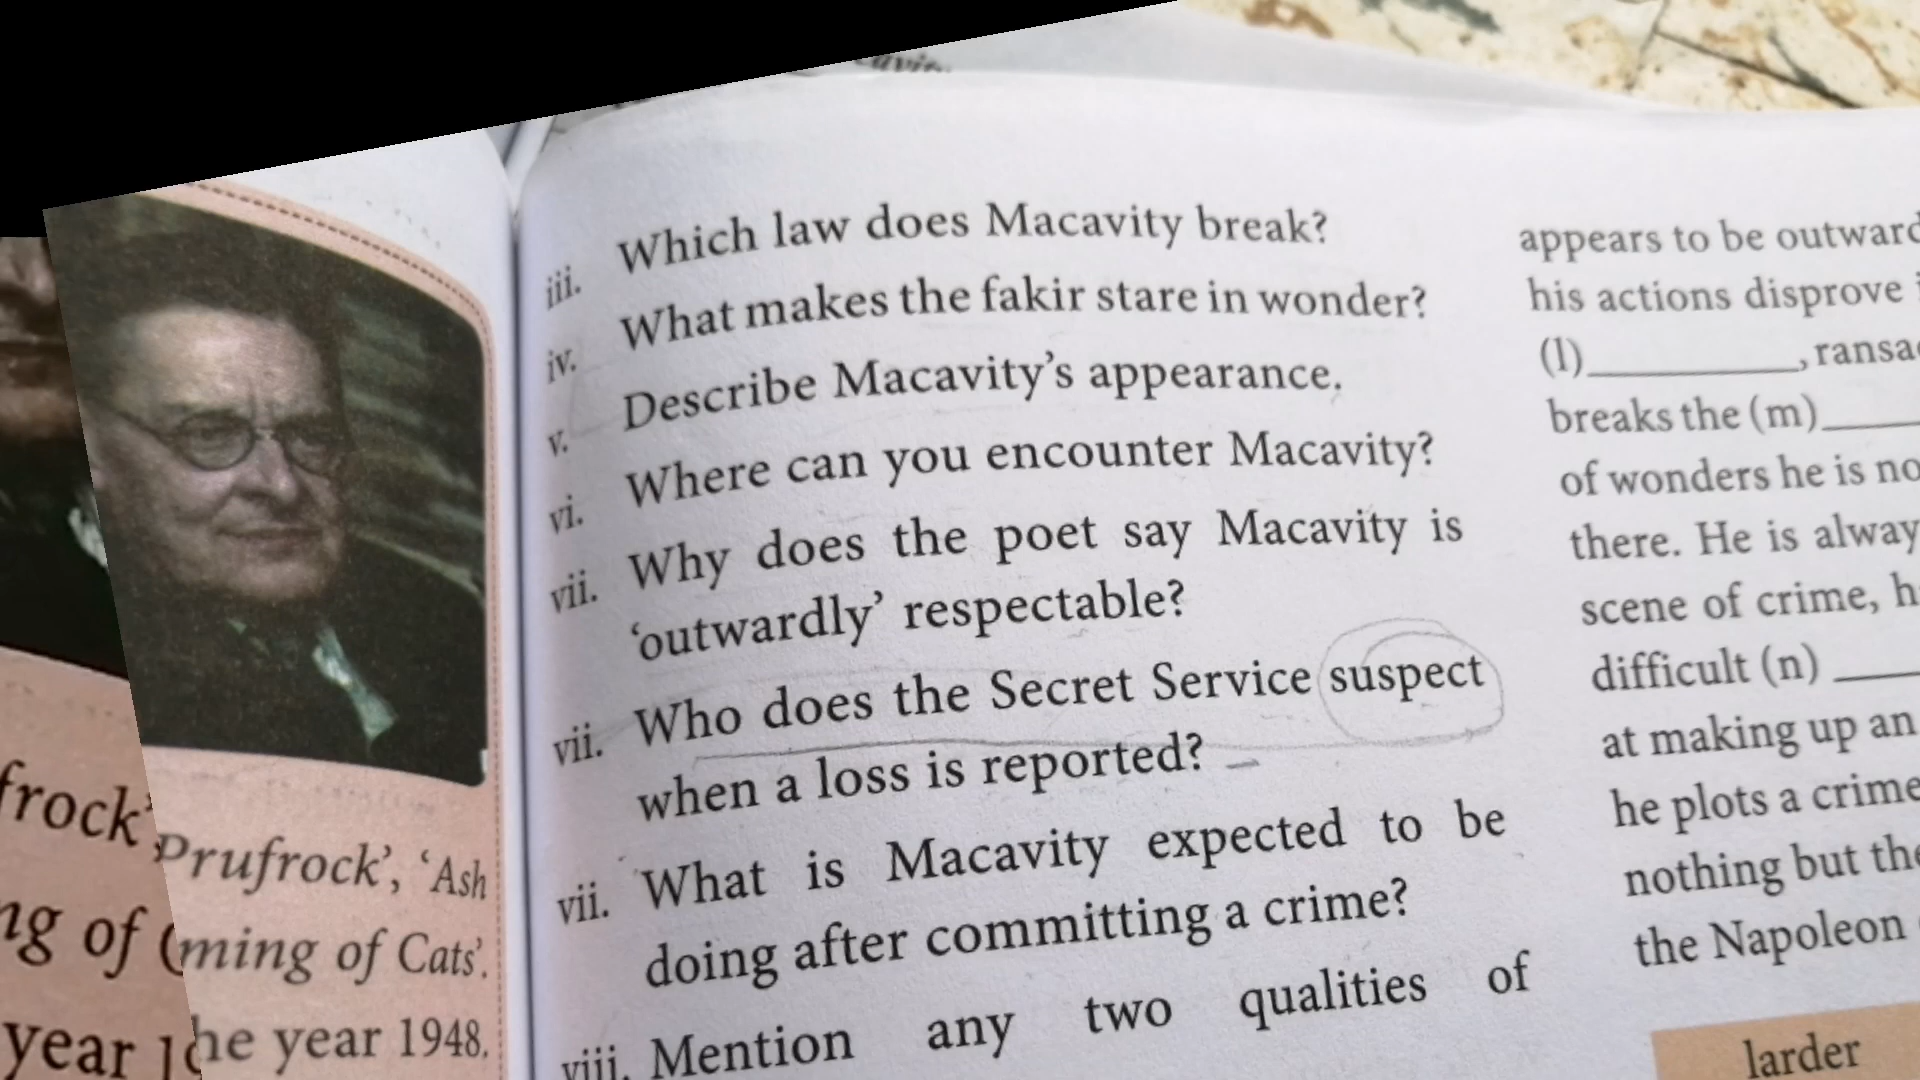 frock’
ng of
year
Prufrock’, ‘Ash
ming of Cats’.
he year 1948.
iii. Which law does Macavity break?
iv. What makes the fakir stare in wonder?
v. Describe Macavity’s appearance.
vi. Where can you encounter Macavity?
vii. Why does the poet say Macavity is
‘outwardly’ respectable?
vii. Who does the Secret Service suspect
when a loss is reported?
vii. What is Macavity expected to be
doing after committing a crime?
viii. Mention any two qualities of
appears to be outward
his actions disprove
(l)__________, ransa
breaks the (m)_____
of wonders he is no
there. He is alway
scene of crime, h
difficult (n) ____
at making up an
he plots a crime
nothing but the
the Napoleon
larder